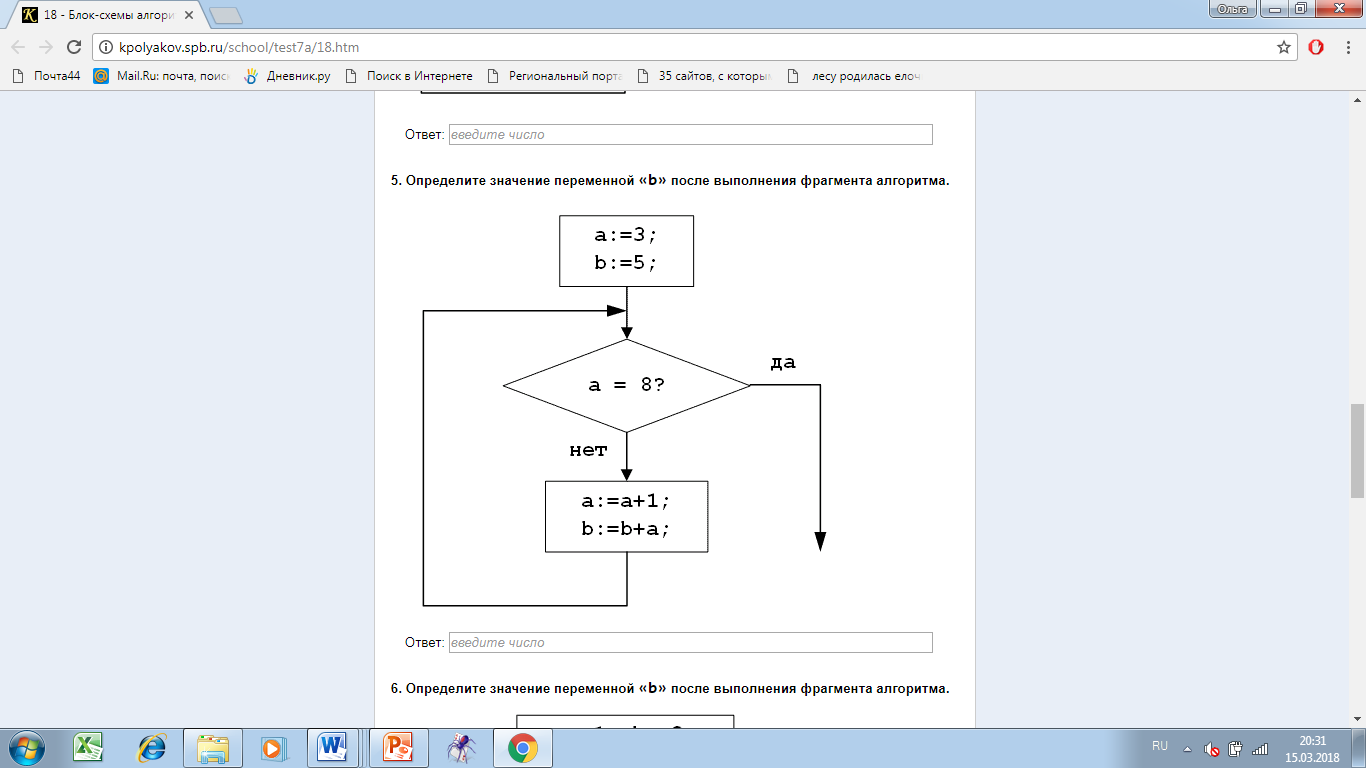 18 - Блок-схемы алгори
Ольга
kpolyakov.spb.ru/school/test7a/18.htm
Почта44
Mail.Ru: почта, поис
Дневник.ру
Поиск в Интернете
Региональный порта
35 сайтов, с которы
лесу родилась елоч
Ответ: введите число
5. Определите значение переменной «b» после выполнения фрагмента алгоритма.
a:=3;
b:=5;
да
a = 8?
нет
a:=a+1;
b:=b+a;
Ответ: введите число
6. Определите значение переменной «b» после выполнения фрагмента алгоритма.
RU
20:31
15.03.2018